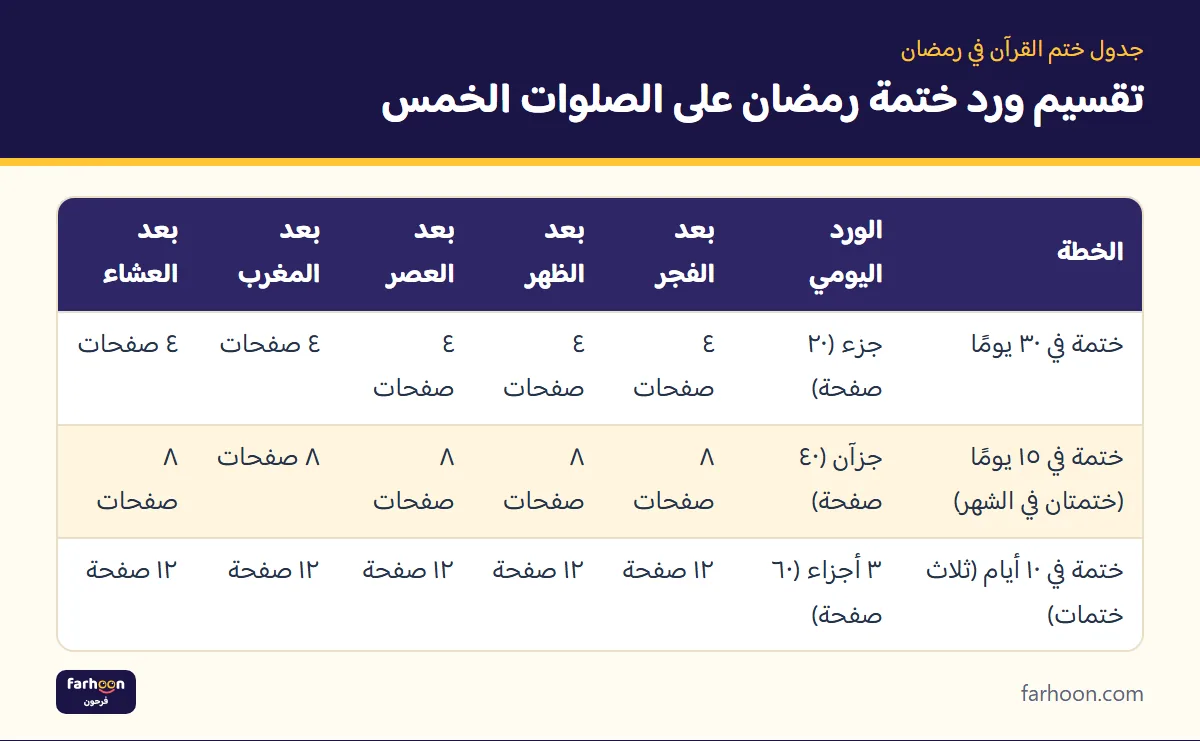 جدول ختم القرآن في رمضان
تقسيم ورد ختمة رمضان على الصلوات الخمس
الخطة
الورد
اليومي
بعد
الفجر
بعد
الظهر
بعد
العصر
بعد
المغرب
بعد
العشاء
ختمة في ٣٠ يومًا
جزء (٢٠
صفحة)
٤
صفحات
٤
صفحات
٤
صفحات
٤ صفحات
٤ صفحات
ختمة في ١٥ يومًا
(ختمتان في الشهر)
جزآن (٤٠
صفحة)
٨
صفحات
٨
صفحات
٨
صفحات
٨ صفحات
٨
صفحات
ختمة في ١٠ أيام (ثلاث
ختمات)
٣ أجزاء (٦٠
صفحة)
١٢ صفحة
١٢ صفحة
١٢ صفحة
١٢ صفحة
١٢ صفحة
farhoon.com
farhoon
فرحون